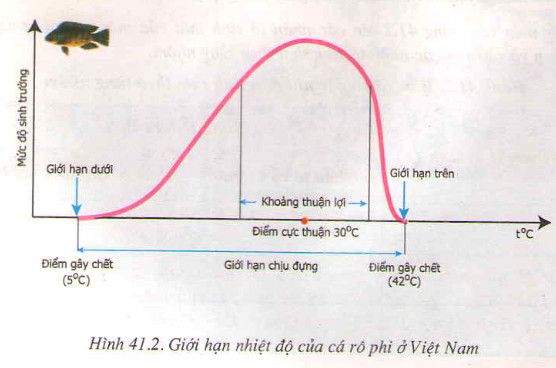 Mức độ sinh trưởng
Giới hạn dưới
Giới hạn trên
Khoảng thuận lợi
Điểm cực thuận 30°C
t°C
Điểm gây chết
(5°C)
Giới hạn chịu đựng
Điểm gây chết
(42°C)
Hình 41.2. Giới hạn nhiệt độ của cá rô phi ở Việt Nam